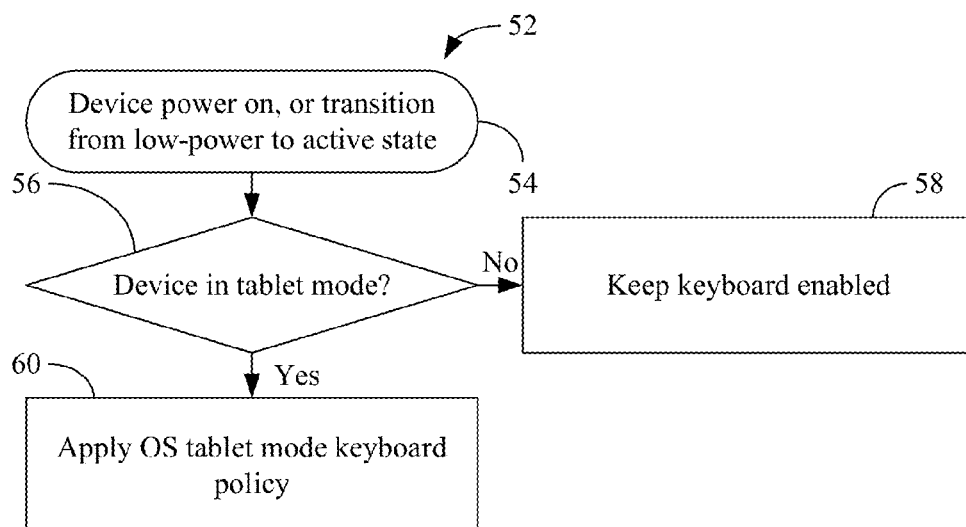 52
Device power on, or transition
from low-power to active state
54
56
58
Device in tablet mode?
No
Keep keyboard enabled
60
Yes
Apply OS tablet mode keyboard
policy